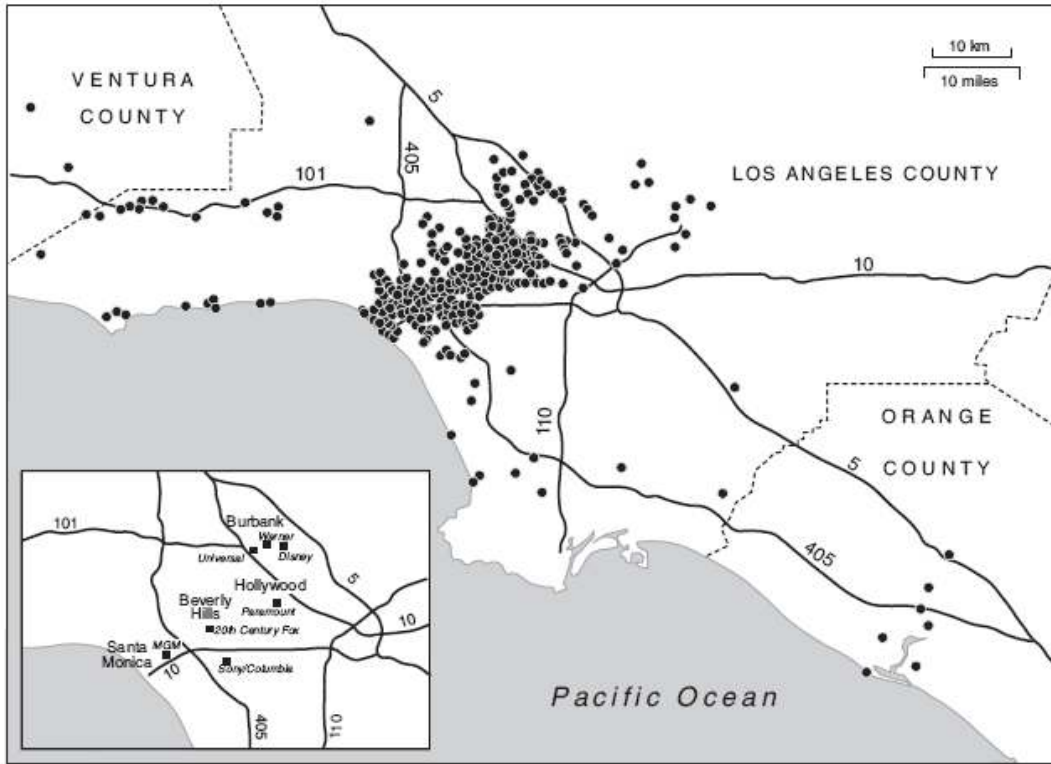 10 km
10 miles
VENTURA
COUNTY
5
405
101
LOS ANGELES COUNTY
10
110
ORANGE
COUNTY
5
405
Pacific Ocean
101
Burbank
Warner
Universal
Disney
5
Hollywood
Beverly
Hills
Paramount
20th Century Fox
10
Santa
Monica
MGM
10
Sony/Columbia
405
110